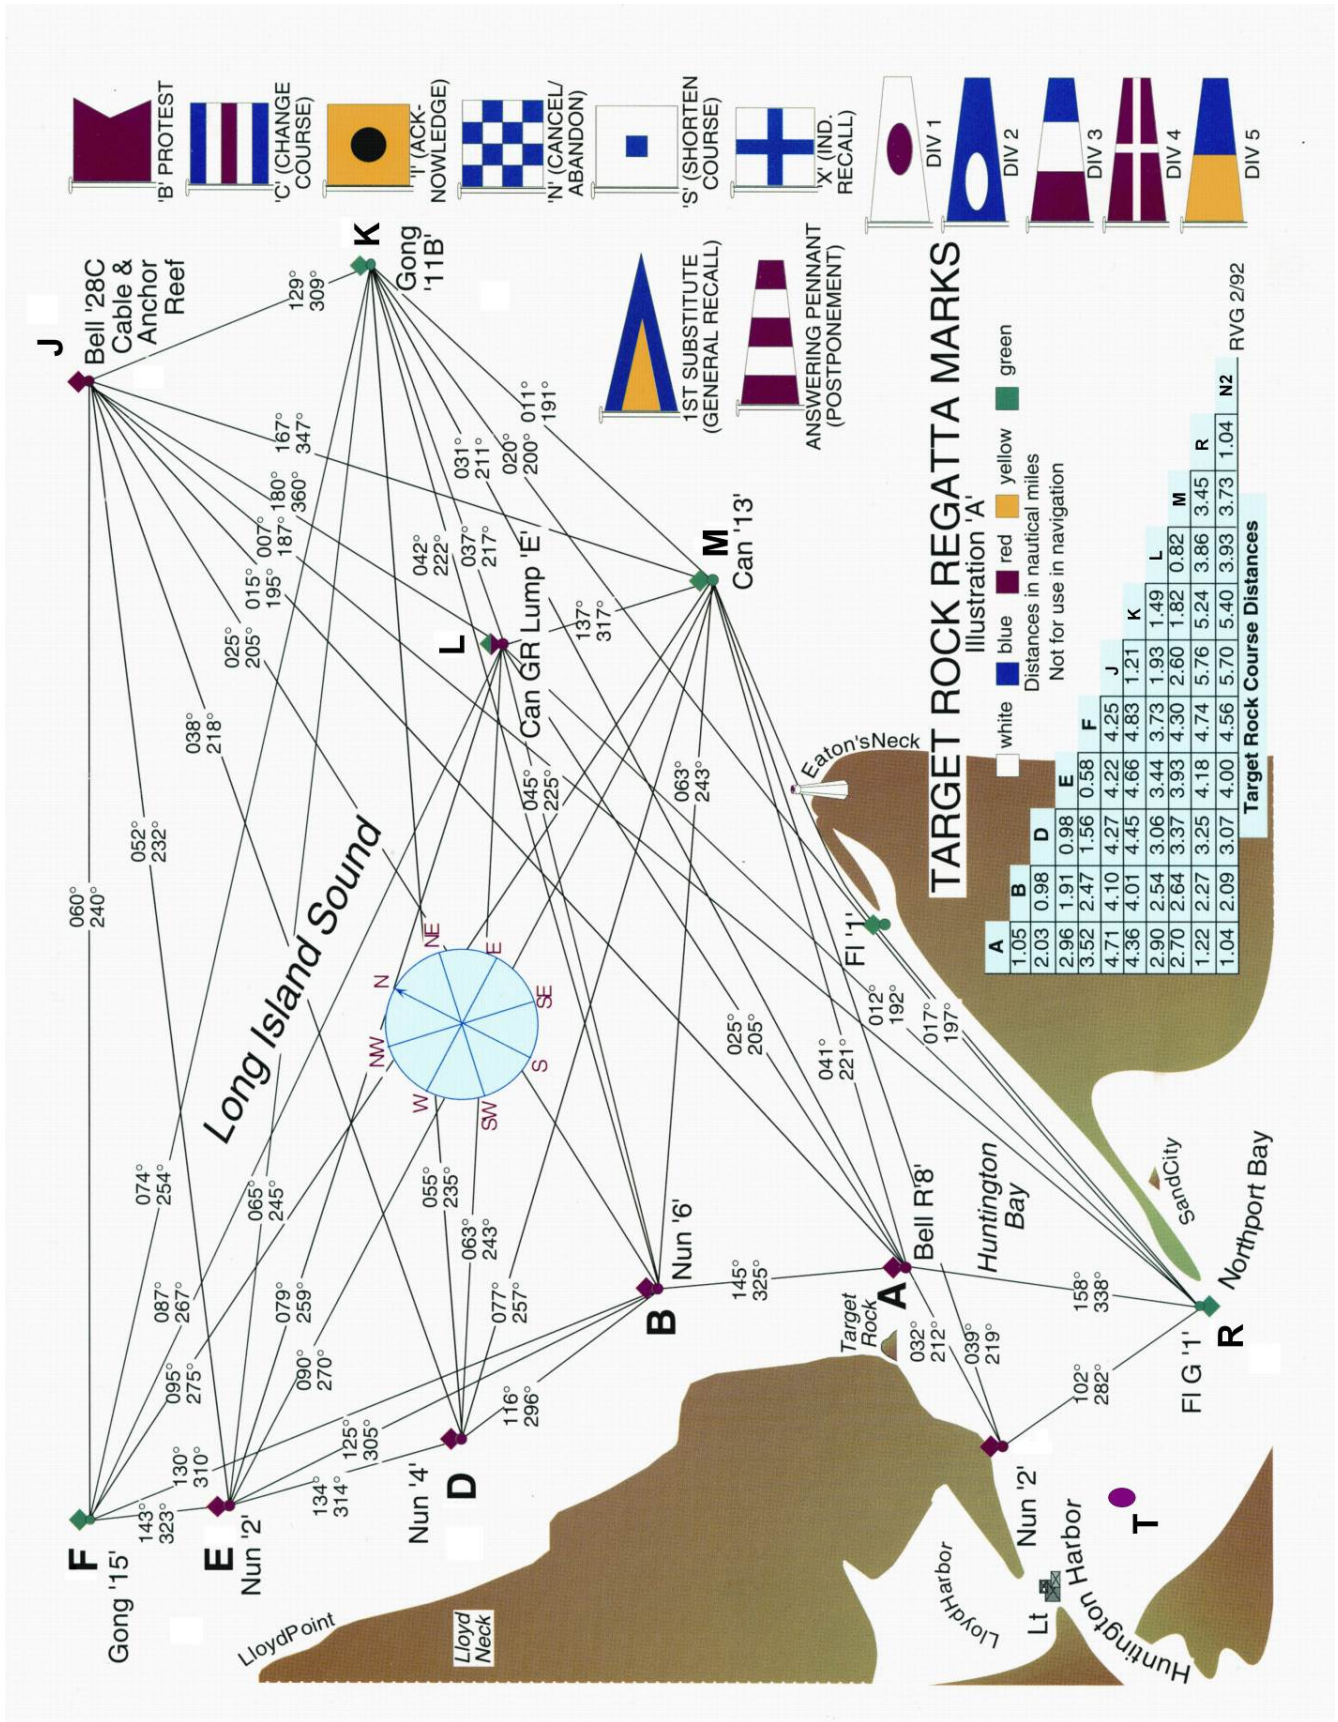 'B' PROTEST
'C' (CHANGE
COURSE)
'I' (ACK-
NOWLEDGE)
'N' (CANCEL/
ABANDON)
'S' (SHORTEN
COURSE)
'X' (IND.
RECALL)
DIV 1
DIV 2
DIV 3
DIV 4
DIV 5
1ST SUBSTITUTE
(GENERAL RECALL)
ANSWERING PENNANT
(POSTPONEMENT)
J
Bell '28C
Cable &
Anchor
Reef
K
Gong
'11B'
129°
309°
167°
347°
180°
360°
007°
187°
015°
195°
025°
205°
038°
218°
052°
232°
060°
240°
011°
191°
020°
200°
031°
211°
037°
217°
042°
222°
L
Can GR Lump 'E'
M
Can '13'
137°
317°
045°
225°
063°
243°
Long Island Sound
N
NE
E
SE
S
SW
W
NW
074°
254°
065°
245°
055°
235°
063°
243°
077°
257°
087°
267°
079°
259°
095°
275°
090°
270°
025°
205°
041°
221°
012°
192°
017°
197°
Fl '1'
Eaton's Neck
F
Gong '15'
143°
323°
130°
310°
E
Nun '2'
134°
314°
125°
305°
D
Nun '4'
116°
296°
B
Nun '6'
145°
325°
A
Bell R'8'
Target
Rock
032°
212°
039°
219°
158°
338°
102°
282°
Huntington
Bay
Sand City
Northport Bay
R
Fl G '1'
Nun '2'
T
Lt
Huntington Harbor
Lloyd Harbor
Lloyd Point
Lloyd
Neck
TARGET ROCK REGATTA MARKS
Illustration 'A'
white blue red yellow green
Distances in nautical miles
Not for use in navigation
A
1.05 B
2.03 0.98 D
2.96 1.91 0.98 E
3.52 2.47 1.56 0.58 F
4.71 4.10 4.27 4.22 4.25 J
4.36 4.01 4.45 4.66 4.83 1.21 K
2.90 2.54 3.06 3.44 3.73 1.93 1.49 L
2.70 2.64 3.37 3.93 4.30 2.60 1.82 0.82 M
1.22 2.27 3.25 4.18 4.74 5.76 5.24 3.86 3.45 R
1.04 2.09 3.07 4.00 4.56 5.70 5.40 3.93 3.73 1.04 N2
Target Rock Course Distances
RVG 2/92